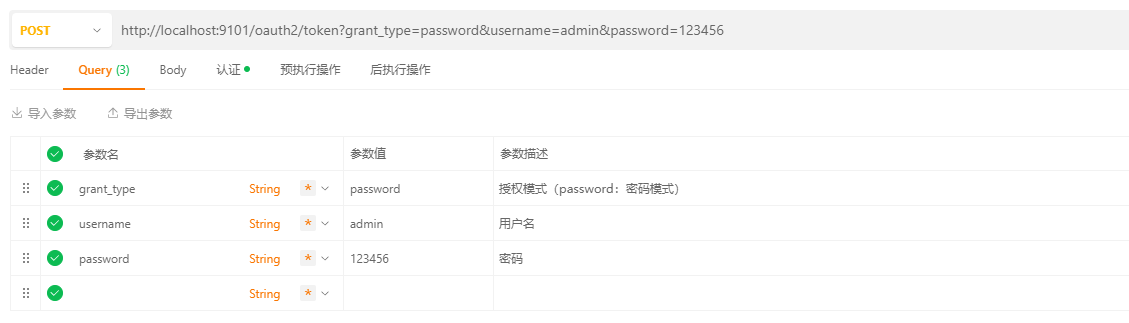 POST http://localhost:9101/oauth2/token?grant_type=password&username=admin&password=123456
Header Query (3) Body 认证 预执行操作 后执行操作
导入参数 导出参数
参数名 参数值 参数描述
grant_type String * password 授权模式（password：密码模式）
username String * admin 用户名
password String * 123456 密码
String *